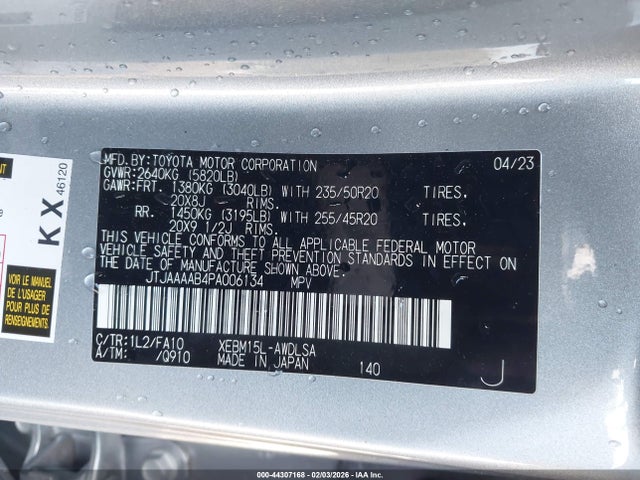 MFD.BY:TOYOTA MOTOR CORPORATION 04/23
GVWR:2640KG (5820LB)
GAWR:FRT. 1380KG (3040LB) WITH 235/50R20 TIRES.
20X8J RIMS.
RR. 1450KG (3195LB) WITH 255/45R20 TIRES.
20X9 1/2J RIMS.
THIS VEHICLE CONFORMS TO ALL APPLICABLE FEDERAL MOTOR
VEHICLE SAFETY AND THEFT PREVENTION STANDARDS IN EFFECT
ON THE DATE OF MANUFACTURE SHOWN ABOVE.
JTJAAAAB4PA006134 MPV
C/TR:1L2/FA10 XEBM15L-AWDLSA
A/TM: /Q910 MADE IN JAPAN 140
J
KX 46120
VOIR LE MANUEL
DE L'USAGER
POUR PLUS DE
RENSEIGNEMENTS
000-44307168 - 02/03/2026 - IAA Inc.